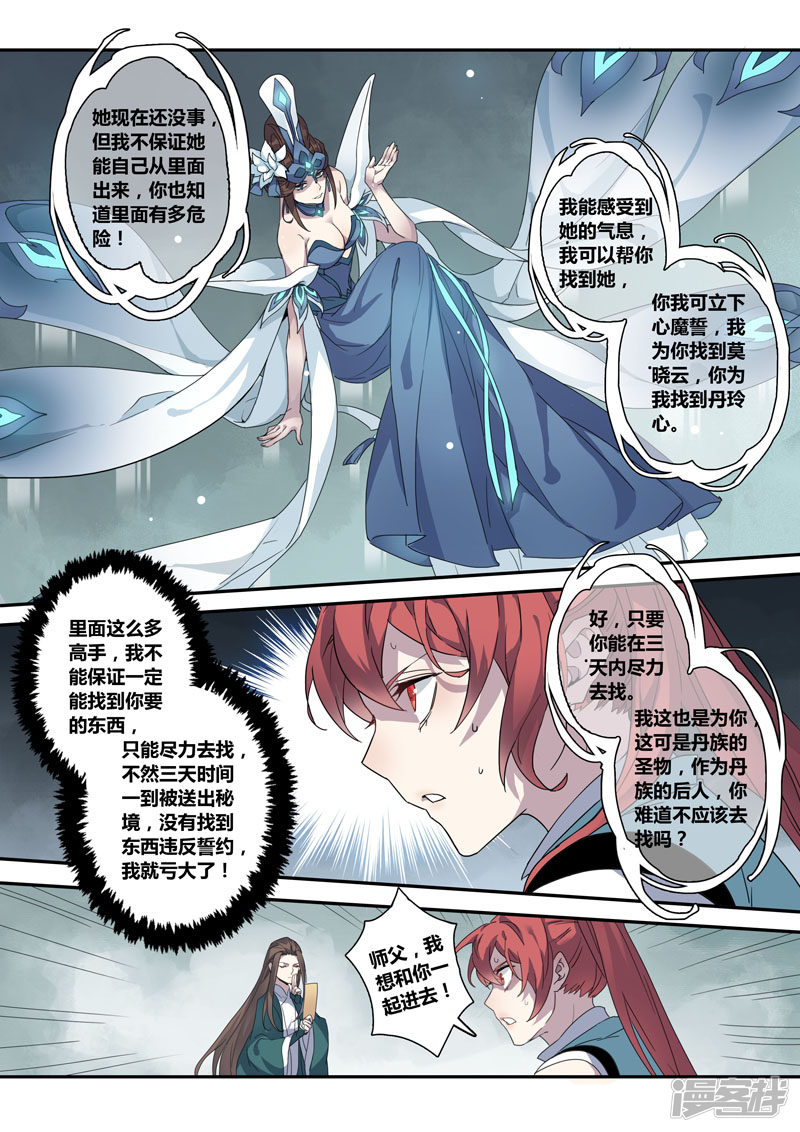 她现在还没事，
但我不保证她
能自己从里面
出来，你也知
道里面有多危
险！
我能感受到
她的气息，
我可以帮你
找到她，
你我可立下
心魔誓，我
为你找到莫
晓云，你为
我找到丹玲
心。
好，只要
你能在三
天内尽力
去找。
我这也是为你，
这可是丹族的
圣物，作为丹
族的后人，你
难道不应该去
找吗？
里面这么多
高手，我不
能保证一定
能找到你要
的东西，
只能尽力去找，
不然三天时间
一到被送出秘
境，没有找到
东西违反誓约，
我就亏大了！
师父，我
想和你一
起进去！
漫客栈